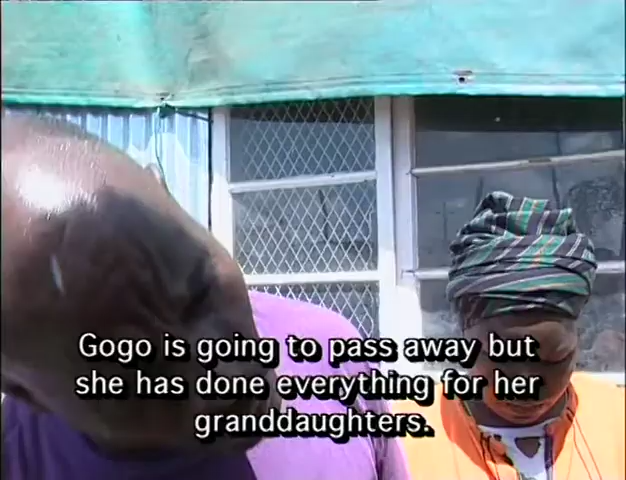 Gogo is going to pass away but
she has done everything for her
granddaughters.